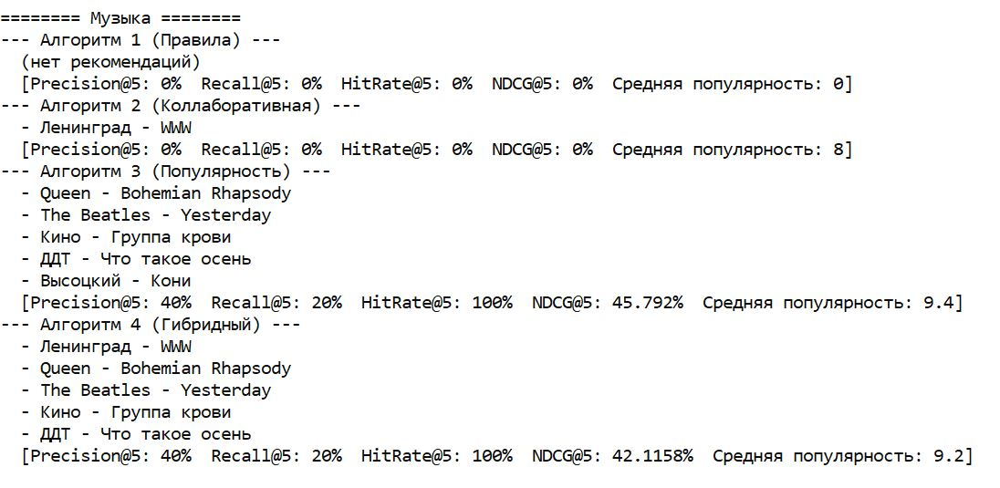 ======== Музыка ========
--- Алгоритм 1 (Правила) ---
(нет рекомендаций)
[Precision@5: 0%  Recall@5: 0%  HitRate@5: 0%  NDCG@5: 0%  Средняя популярность: 0]
--- Алгоритм 2 (Коллаборативная) ---
- Ленинград - WWW
[Precision@5: 0%  Recall@5: 0%  HitRate@5: 0%  NDCG@5: 0%  Средняя популярность: 8]
--- Алгоритм 3 (Популярность) ---
- Queen - Bohemian Rhapsody
- The Beatles - Yesterday
- Кино - Группа крови
- ДДТ - Что такое осень
- Высоцкий - Кони
[Precision@5: 40%  Recall@5: 20%  HitRate@5: 100%  NDCG@5: 45.792%  Средняя популярность: 9.4]
--- Алгоритм 4 (Гибридный) ---
- Ленинград - WWW
- Queen - Bohemian Rhapsody
- The Beatles - Yesterday
- Кино - Группа крови
- ДДТ - Что такое осень
[Precision@5: 40%  Recall@5: 20%  HitRate@5: 100%  NDCG@5: 42.1158%  Средняя популярность: 9.2]